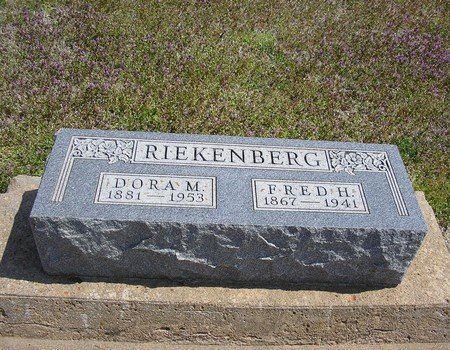 RIEKENBERG
DORA M. FRED H.
1881 — 1953 1867 — 1941